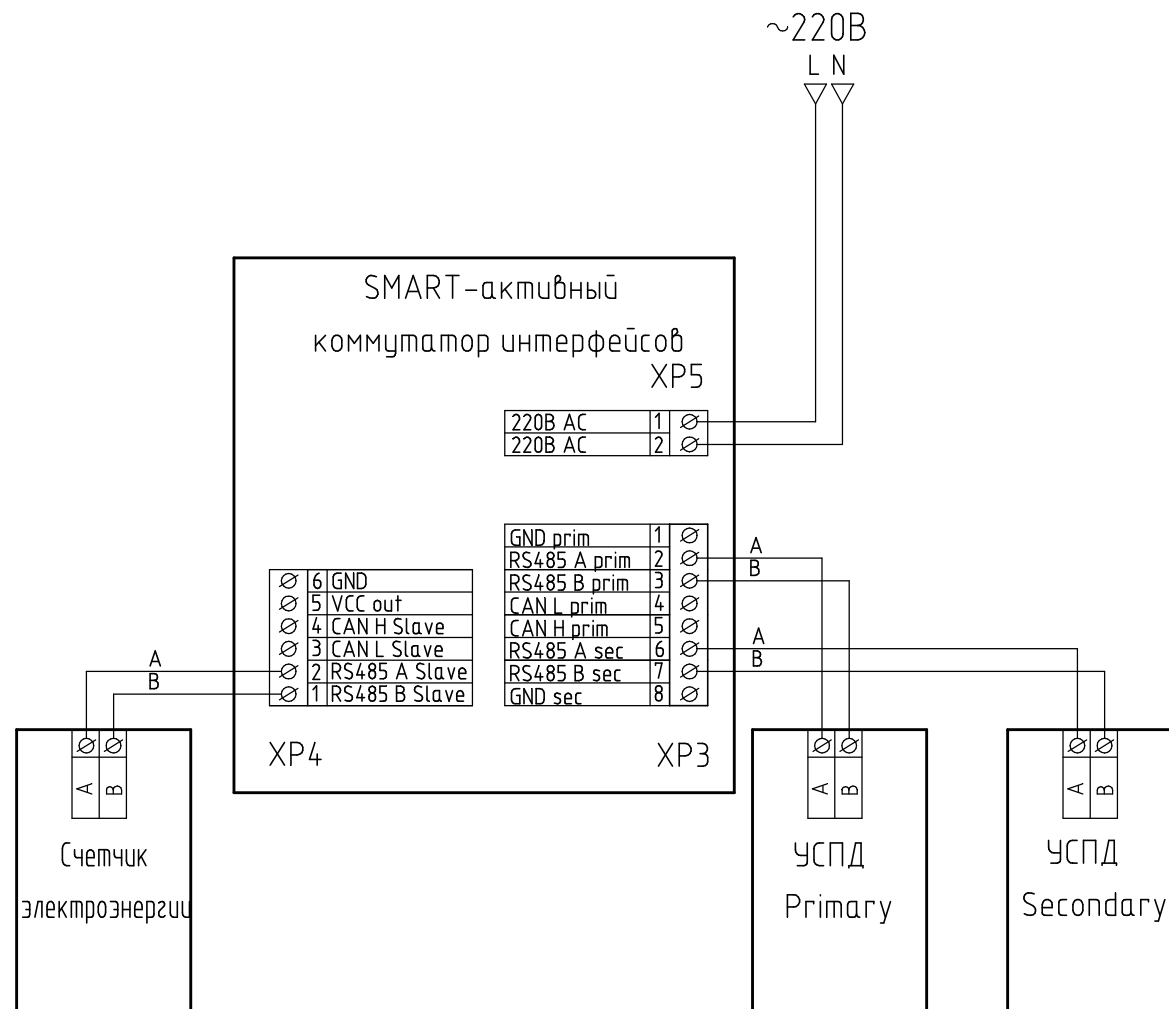 ~220В
L N
SMART-активный
коммутатор интерфейсов
XP5
220В AC 1
220В AC 2
GND prim 1
RS485 A prim 2
RS485 B prim 3
CAN L prim 4
CAN H prim 5
RS485 A sec 6
RS485 B sec 7
GND sec 8
A
B
A
B
6 GND
5 VCC out
4 CAN H Slave
3 CAN L Slave
2 RS485 A Slave
1 RS485 B Slave
A
B
XP4
XP3
A B
Счетчик
электроэнергии
A B
УСПД
Primary
A B
УСПД
Secondary